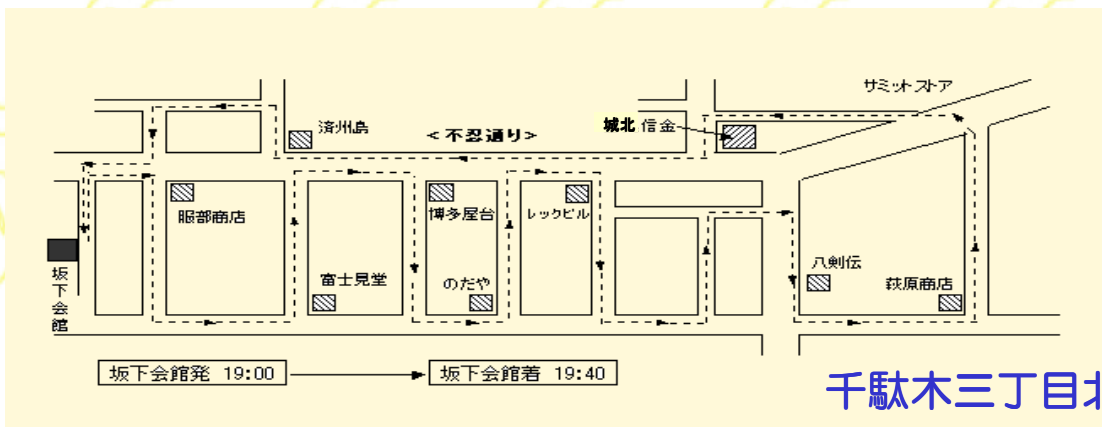 サミットストア
済州島
＜不忍通り＞
城北信金
服部商店
博多屋台
レックビル
富士見堂
のだや
八剣伝
萩原商店
坂下会館
坂下会館発 19:00
坂下会館着 19:40
千駄木三丁目北